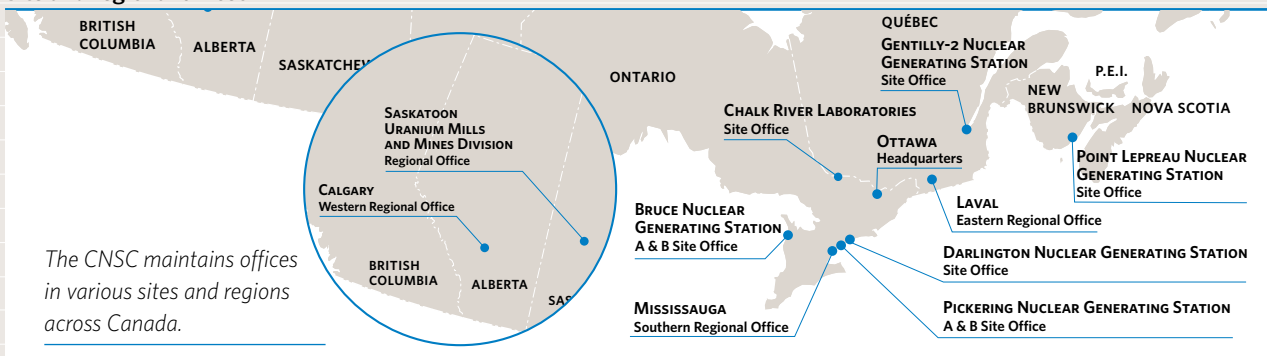 BRITISH
COLUMBIA
ALBERTA
SASKATCHEW
ONTARIO
QUÉBEC
GENTILLY-2 NUCLEAR
GENERATING STATION
Site Office
P.E.I.
NEW
BRUNSWICK
NOVA SCOTIA
SASKATOON
URANIUM MILLS
AND MINES DIVISION
Regional Office
CHALK RIVER LABORATORIES
Site Office
OTTAWA
Headquarters
POINT LEPREAU NUCLEAR
GENERATING STATION
Site Office
CALGARY
Western Regional Office
BRUCE NUCLEAR
GENERATING STATION
A & B Site Office
LAVAL
Eastern Regional Office
The CNSC maintains offices
in various sites and regions
across Canada.
BRITISH
COLUMBIA
ALBERTA
SAS
DARLINGTON NUCLEAR GENERATING STATION
Site Office
MISSISSAUGA
Southern Regional Office
PICKERING NUCLEAR GENERATING STATION
A & B Site Office